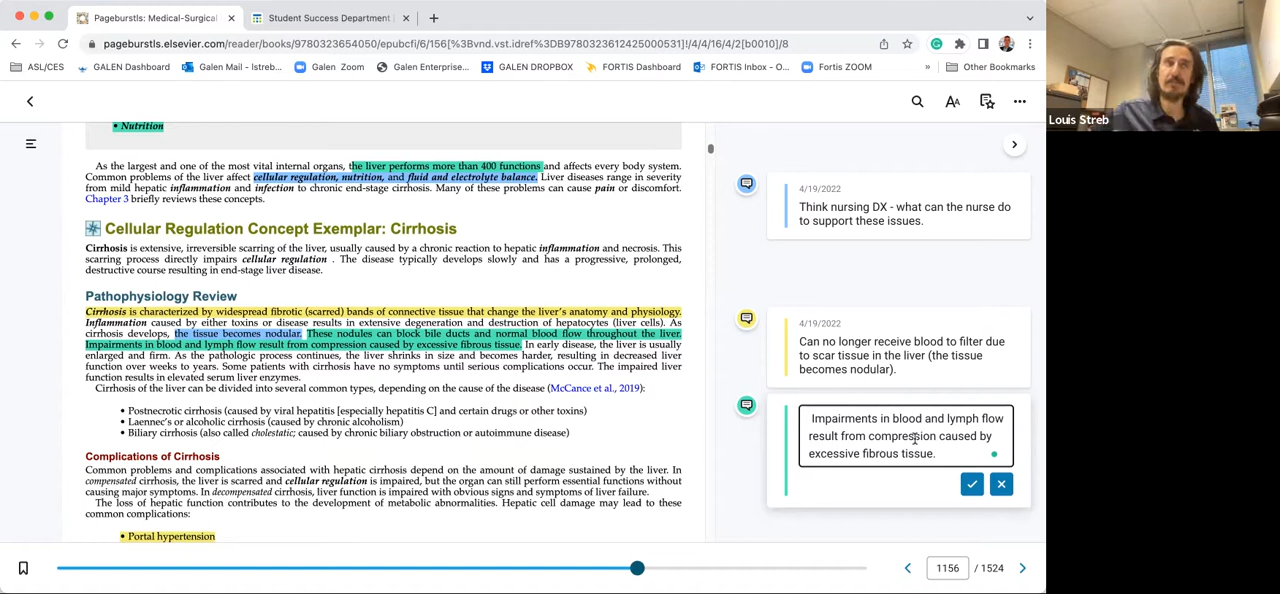 Pageburstls: Medical-Surgical
Student Success Department
pageburstls.elsevier.com/reader/books/9780323654050/epubcfi/6/156[%3Bvnd.vst.idref%3DB9780323612425000531]!/4/4/16/4/2[b0010]/8
ASL/CES
GALEN Dashboard
Galen Mail - lstreb...
Galen Zoom
Galen Enterprise...
GALEN DROPBOX
FORTIS Dashboard
FORTIS Inbox - O...
Fortis ZOOM
»
Other Bookmarks
Louis Streb
AA
• Nutrition
As the largest and one of the most vital internal organs, the liver performs more than 400 functions and affects every body system.
Common problems of the liver affect cellular regulation, nutrition, and fluid and electrolyte balance. Liver diseases range in severity
from mild hepatic inflammation and infection to chronic end-stage cirrhosis. Many of these problems can cause pain or discomfort.
Chapter 3 briefly reviews these concepts.
Cellular Regulation Concept Exemplar: Cirrhosis
Cirrhosis is extensive, irreversible scarring of the liver, usually caused by a chronic reaction to hepatic inflammation and necrosis. This
scarring process directly impairs cellular regulation . The disease typically develops slowly and has a progressive, prolonged,
destructive course resulting in end-stage liver disease.
Pathophysiology Review
Cirrhosis is characterized by widespread fibrotic (scarred) bands of connective tissue that change the liver's anatomy and physiology.
Inflammation caused by either toxins or disease results in extensive degeneration and destruction of hepatocytes (liver cells). As
cirrhosis develops, the tissue becomes nodular. These nodules can block bile ducts and normal blood flow throughout the liver.
Impairments in blood and lymph flow result from compression caused by excessive fibrous tissue. In early disease, the liver is usually
enlarged and firm. As the pathologic process continues, the liver shrinks in size and becomes harder, resulting in decreased liver
function over weeks to years. Some patients with cirrhosis have no symptoms until serious complications occur. The impaired liver
function results in elevated serum liver enzymes.
Cirrhosis of the liver can be divided into several common types, depending on the cause of the disease (McCance et al., 2019):
• Postnecrotic cirrhosis (caused by viral hepatitis [especially hepatitis C] and certain drugs or other toxins)
• Laennec's or alcoholic cirrhosis (caused by chronic alcoholism)
• Biliary cirrhosis (also called cholestatic; caused by chronic biliary obstruction or autoimmune disease)
Complications of Cirrhosis
Common problems and complications associated with hepatic cirrhosis depend on the amount of damage sustained by the liver. In
compensated cirrhosis, the liver is scarred and cellular regulation is impaired, but the organ can still perform essential functions without
causing major symptoms. In decompensated cirrhosis, liver function is impaired with obvious signs and symptoms of liver failure.
The loss of hepatic function contributes to the development of metabolic abnormalities. Hepatic cell damage may lead to these
common complications:
• Portal hypertension
4/19/2022
Think nursing DX - what can the nurse do
to support these issues.
4/19/2022
Can no longer receive blood to filter due
to scar tissue in the liver (the tissue
becomes nodular).
Impairments in blood and lymph flow
result from compression caused by
excessive fibrous tissue.
1156 / 1524